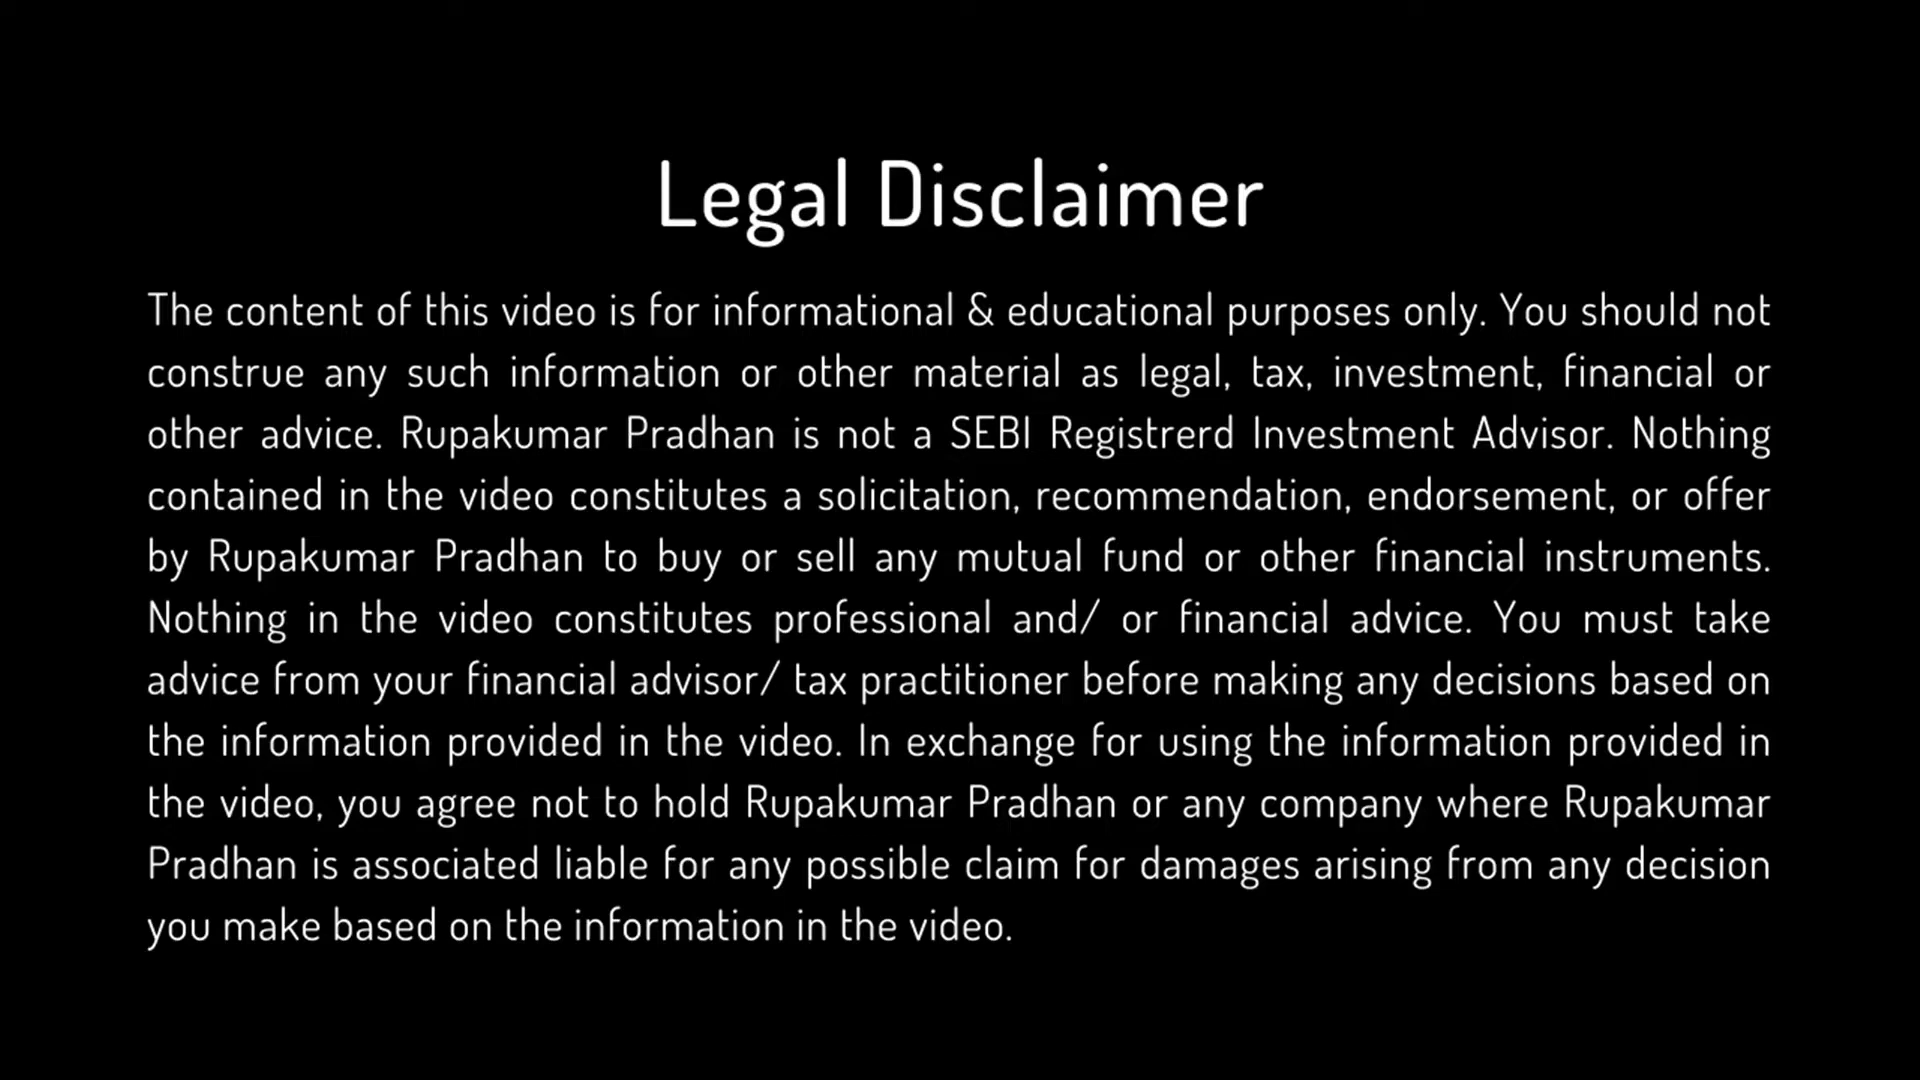 Legal Disclaimer
The content of this video is for informational & educational purposes only. You should not
construe any such information or other material as legal, tax, investment, financial or
other advice. Rupakumar Pradhan is not a SEBI Registrerd Investment Advisor. Nothing
contained in the video constitutes a solicitation, recommendation, endorsement, or offer
by Rupakumar Pradhan to buy or sell any mutual fund or other financial instruments.
Nothing in the video constitutes professional and/ or financial advice. You must take
advice from your financial advisor/ tax practitioner before making any decisions based on
the information provided in the video. In exchange for using the information provided in
the video, you agree not to hold Rupakumar Pradhan or any company where Rupakumar
Pradhan is associated liable for any possible claim for damages arising from any decision
you make based on the information in the video.